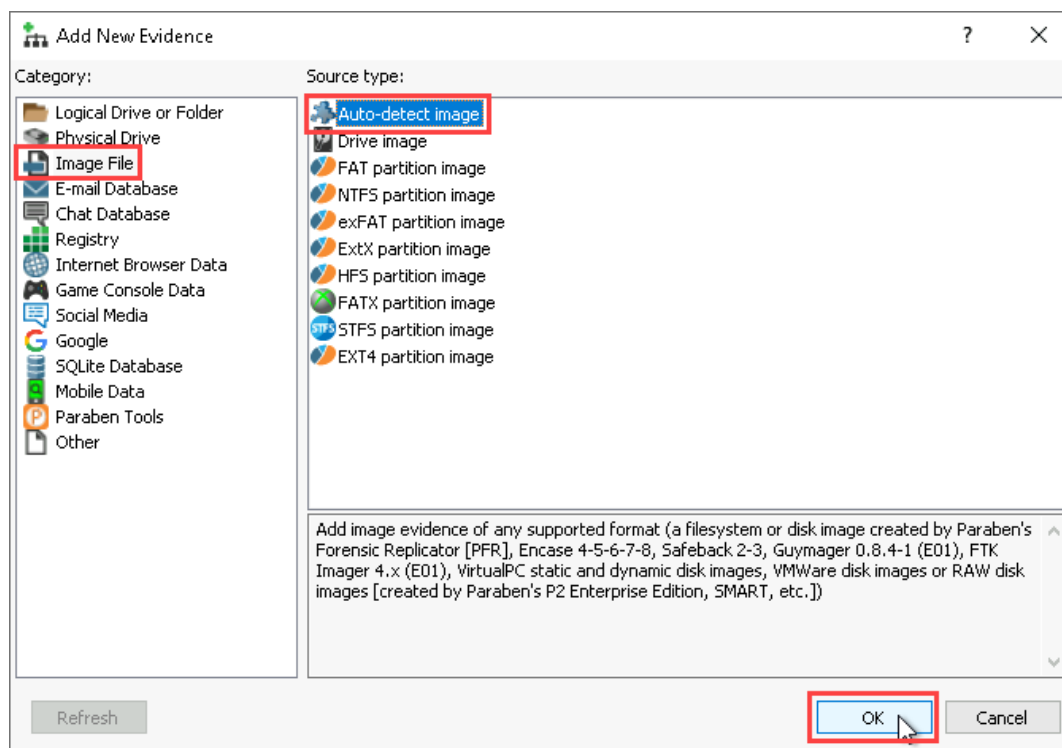 Add New Evidence
?
Category:
Source type:
Logical Drive or Folder
Physical Drive
Image File
E-mail Database
Chat Database
Registry
Internet Browser Data
Game Console Data
Social Media
Google
SQLite Database
Mobile Data
Paraben Tools
Other
Auto-detect image
Drive image
FAT partition image
NTFS partition image
exFAT partition image
ExtX partition image
HFS partition image
FATX partition image
STFS partition image
EXT4 partition image
Add image evidence of any supported format (a filesystem or disk image created by Paraben's
Forensic Replicator [PFR], Encase 4-5-6-7-8, Safeback 2-3, Guymager 0.8.4-1 (E01), FTK
Imager 4.x (E01), VirtualPC static and dynamic disk images, VMWare disk images or RAW disk
images [created by Paraben's P2 Enterprise Edition, SMART, etc.])
Refresh
OK
Cancel